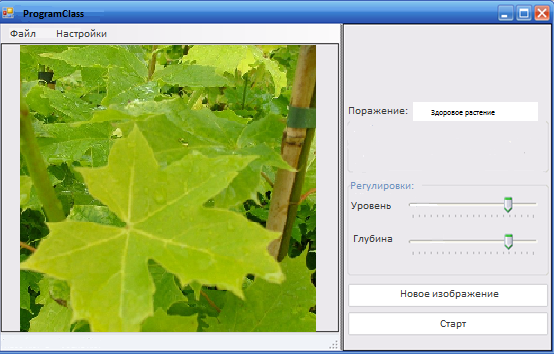 ProgramClass
Файл Настройки
Поражение: Здоровое растение
Регулировки:
Уровень
Глубина
Новое изображение
Старт